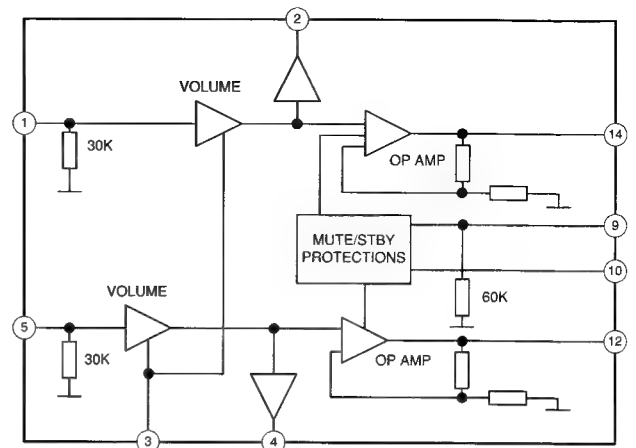 2
VOLUME
1
30K
OP AMP
14
9
MUTE/STBY
PROTECTIONS
10
VOLUME
60K
5
30K
OP AMP
12
3
4